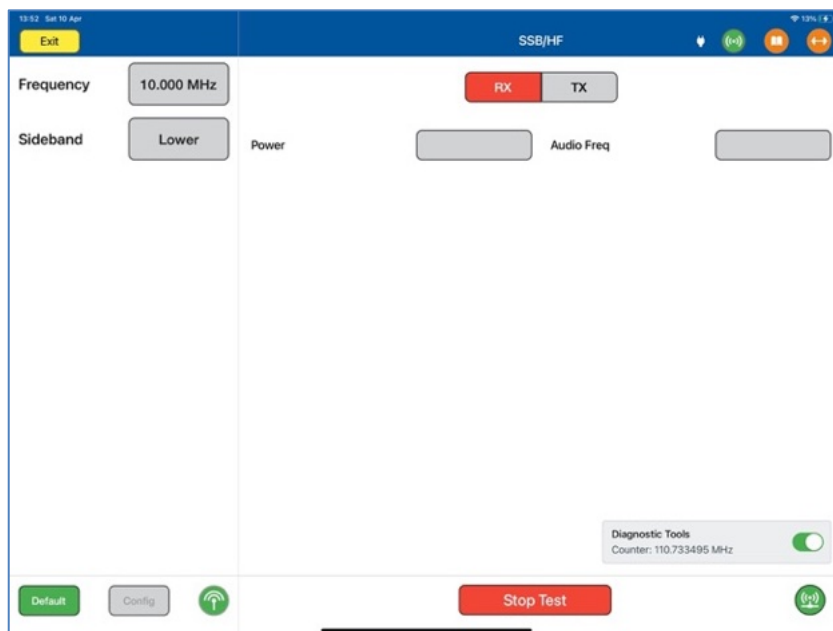 13:52 Sat 10 Apr
13%
Exit
SSB/HF
Frequency
10.000 MHz
RX
TX
Sideband
Lower
Power
Audio Freq
Diagnostic Tools
Counter: 110.733495 MHz
Default
Config
Stop Test